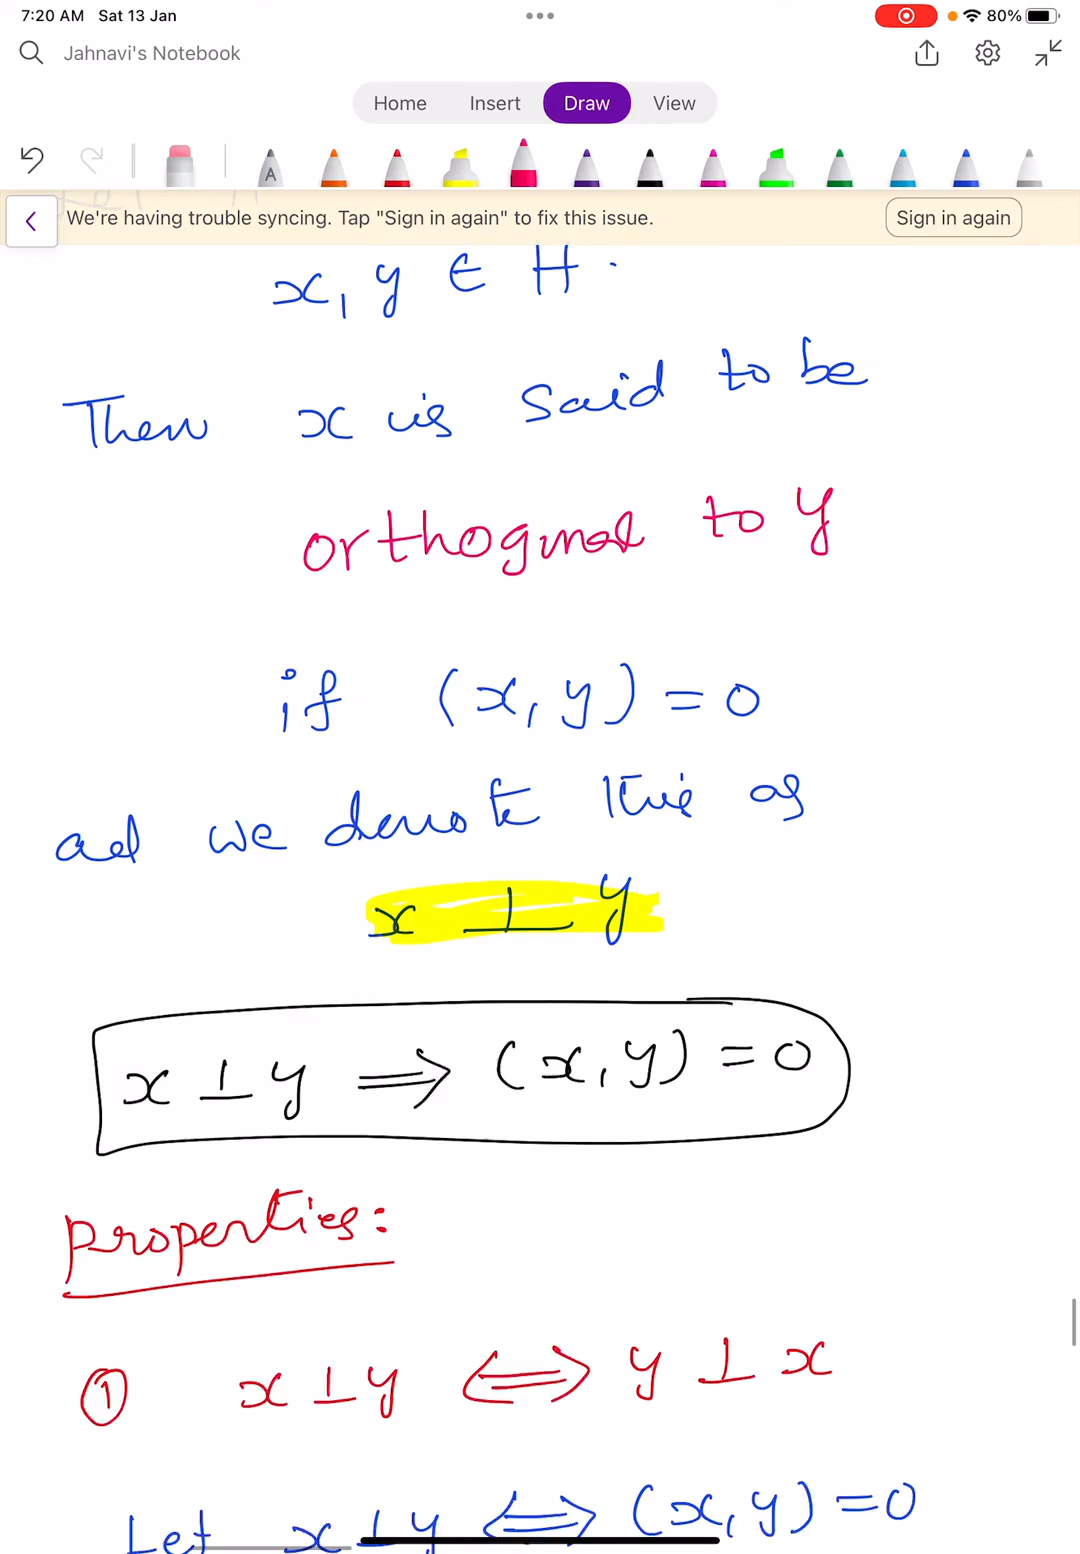 7:20 AM Sat 13 Jan
80%
Jahnavi's Notebook
Home Insert Draw View
A
We're having trouble syncing. Tap "Sign in again" to fix this issue.
Sign in again
x, y ∈ H.
Then x is said to be
orthogonal to y
if (x, y) = 0
and we denote this as
x ⊥ y
x ⊥ y ⟹ (x, y) = 0
Properties:
① x ⊥ y ⟺ y ⊥ x
Let x ⊥ y ⟺ (x, y) = 0